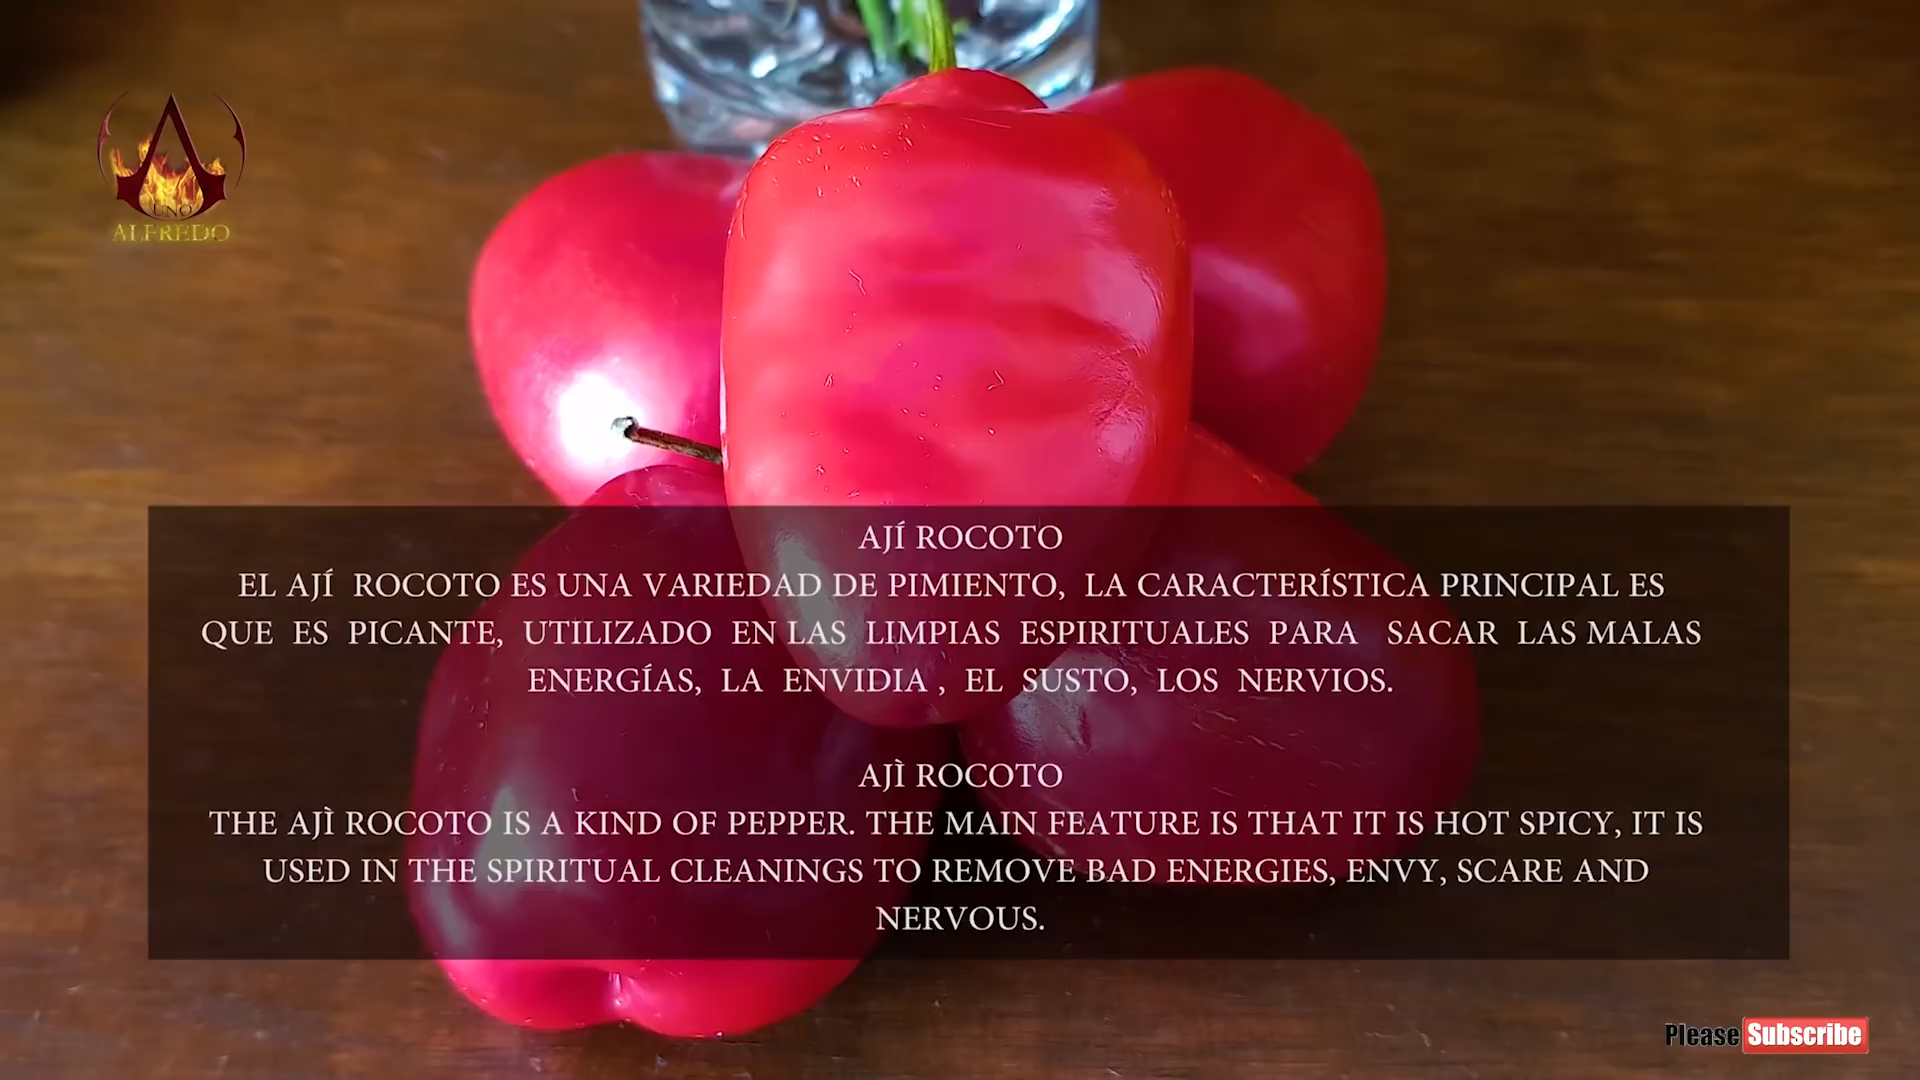 UNO
ALFREDO
AJÍ ROCOTO
EL AJÍ ROCOTO ES UNA VARIEDAD DE PIMIENTO, LA CARACTERÍSTICA PRINCIPAL ES
QUE ES PICANTE, UTILIZADO EN LAS LIMPIAS ESPIRITUALES PARA SACAR LAS MALAS
ENERGÍAS, LA ENVIDIA , EL SUSTO, LOS NERVIOS.
AJÌ ROCOTO
THE AJÌ ROCOTO IS A KIND OF PEPPER. THE MAIN FEATURE IS THAT IT IS HOT SPICY, IT IS
USED IN THE SPIRITUAL CLEANINGS TO REMOVE BAD ENERGIES, ENVY, SCARE AND
NERVOUS.
Please Subscribe